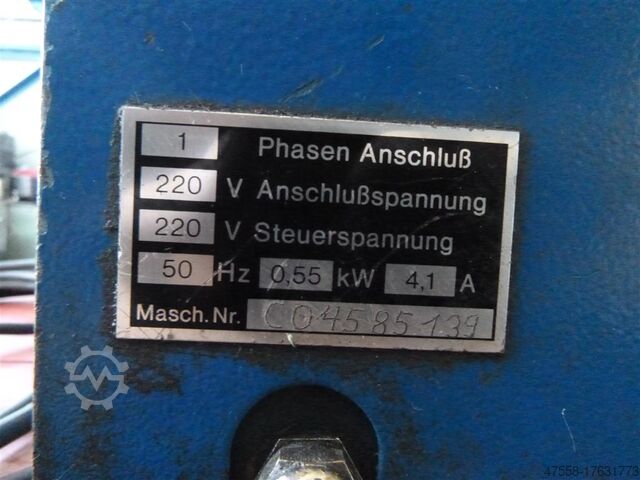 1 Phasen Anschluß
220 V Anschlußspannung
220 V Steuerspannung
50 Hz 0,55 kW 4,1 A
Masch. Nr. C04585139
47558-17631773